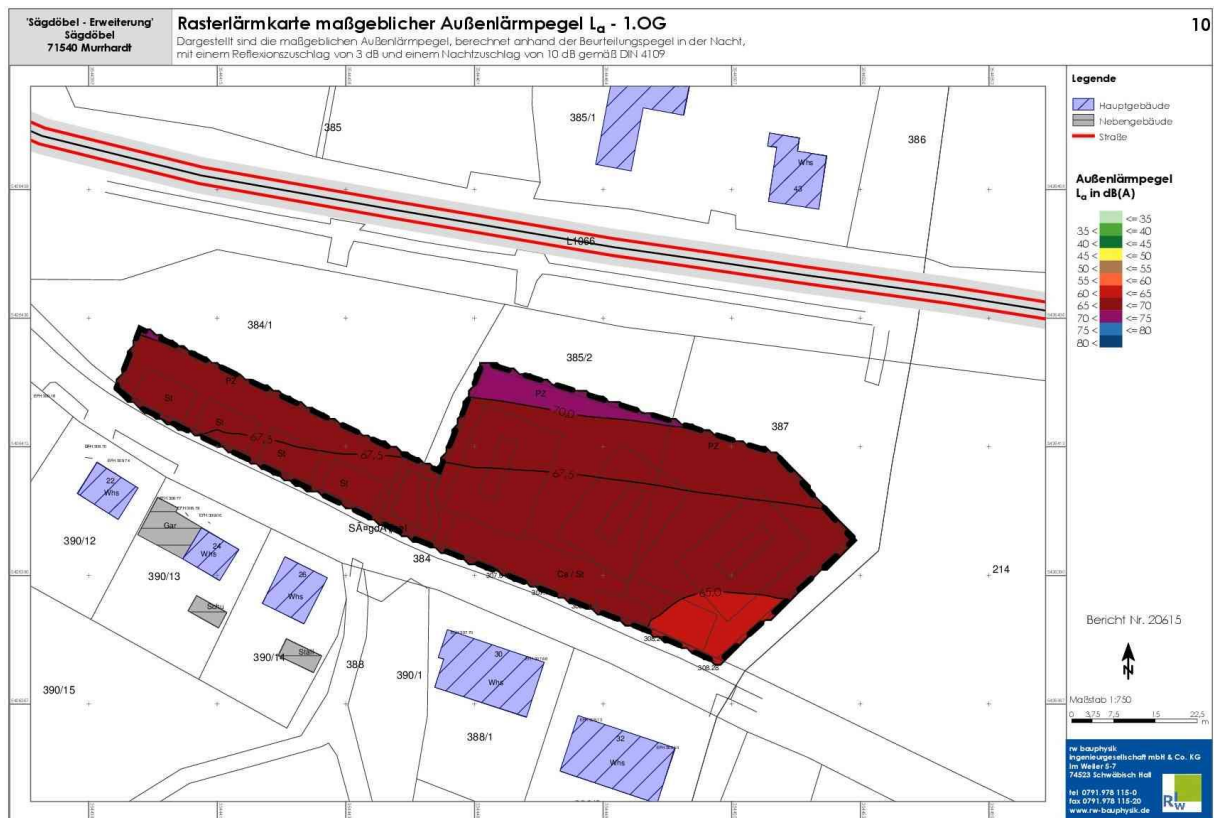 'Sägdöbel - Erweiterung'
Sägdöbel
71540 Murrhardt
Rasterlärmkarte maßgeblicher Außenlärmpegel La - 1.OG
Dargestellt sind die maßgeblichen Außenlärmpegel, berechnet anhand der Beurteilungspegel in der Nacht,
mit einem Reflexionszuschlag von 3 dB und einem Nachtzuschlag von 10 dB gemäß DIN 4109
10
385
385/1
386
Whs
43
L1066
384/1
385/2
387
PZ
PZ
70,0
PZ
St
St
67,5
St
67,5
67,5
St
22
Whs
Gar
24
Whs
390/12
390/13
26
Whs
Schu
Stall
390/14
390/15
384
Ca / St
65,0
214
308.28
388
390/1
30
Whs
388/1
32
Whs
Legende
Hauptgebäude
Nebengebäude
Straße
Außenlärmpegel
La in dB(A)
<= 35
35 < <= 40
40 < <= 45
45 < <= 50
50 < <= 55
55 < <= 60
60 < <= 65
65 < <= 70
70 < <= 75
75 < <= 80
80 <
Bericht Nr. 20615
N
Maßstab 1:750
0 3,75 7,5 15 22,5
m
rw bauphysik
ingenieurgesellschaft mbH & Co. KG
Im Weiler 5-7
74523 Schwäbisch Hall
tel 0791.978 115-0
fax 0791.978 115-20
www.rw-bauphysik.de